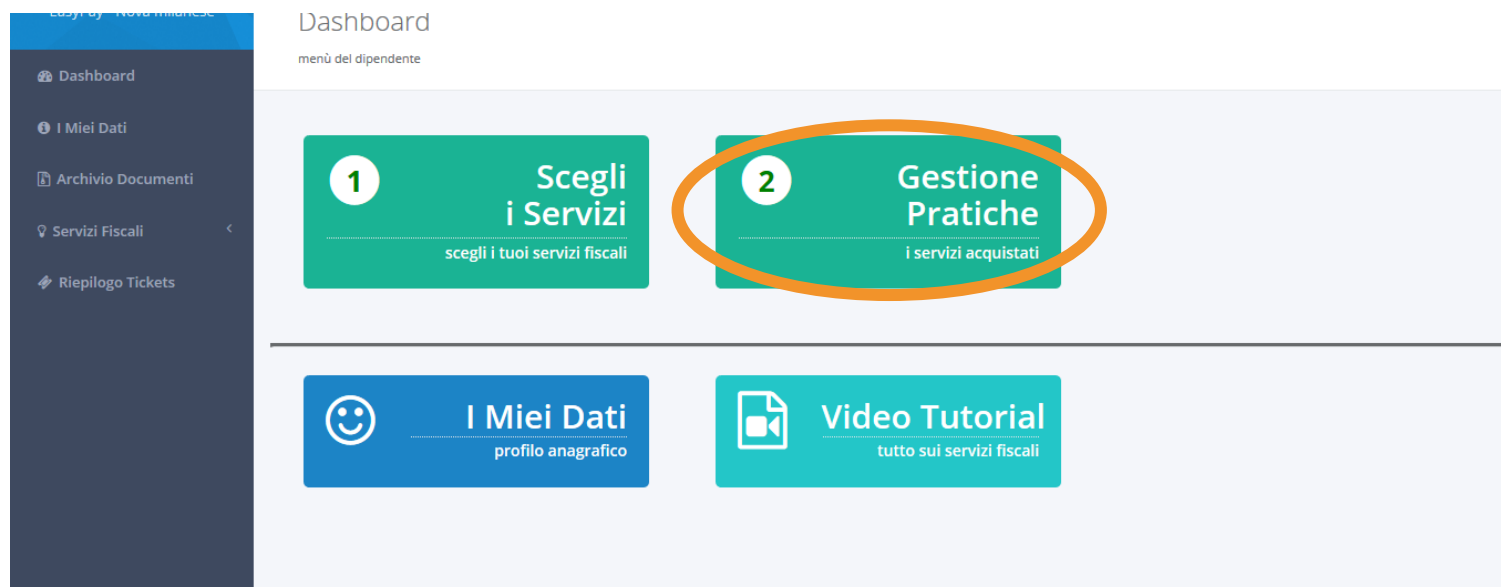 Dashboard
menù del dipendente
Dashboard
I Miei Dati
Archivio Documenti
Servizi Fiscali
Riepilogo Tickets
1
Scegli
i Servizi
scegli i tuoi servizi fiscali
2
Gestione
Pratiche
i servizi acquistati
I Miei Dati
profilo anagrafico
Video Tutorial
tutto sui servizi fiscali